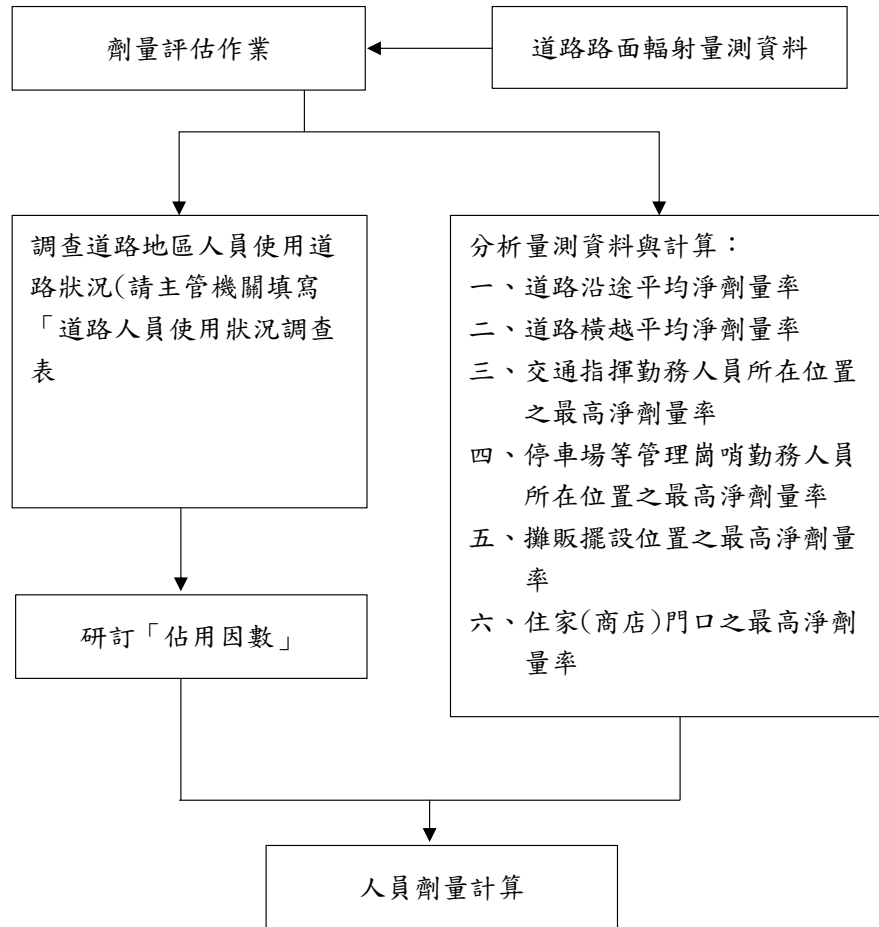 劑量評估作業
道路路面輻射量測資料
調查道路地區人員使用道
路狀況(請主管機關填寫
「道路人員使用狀況調查
表
研訂「佔用因數」
分析量測資料與計算：
一、道路沿途平均淨劑量率
二、道路橫越平均淨劑量率
三、交通指揮勤務人員所在位置
之最高淨劑量率
四、停車場等管理崗哨勤務人員
所在位置之最高淨劑量率
五、攤販擺設位置之最高淨劑量
率
六、住家(商店)門口之最高淨劑
量率
人員劑量計算